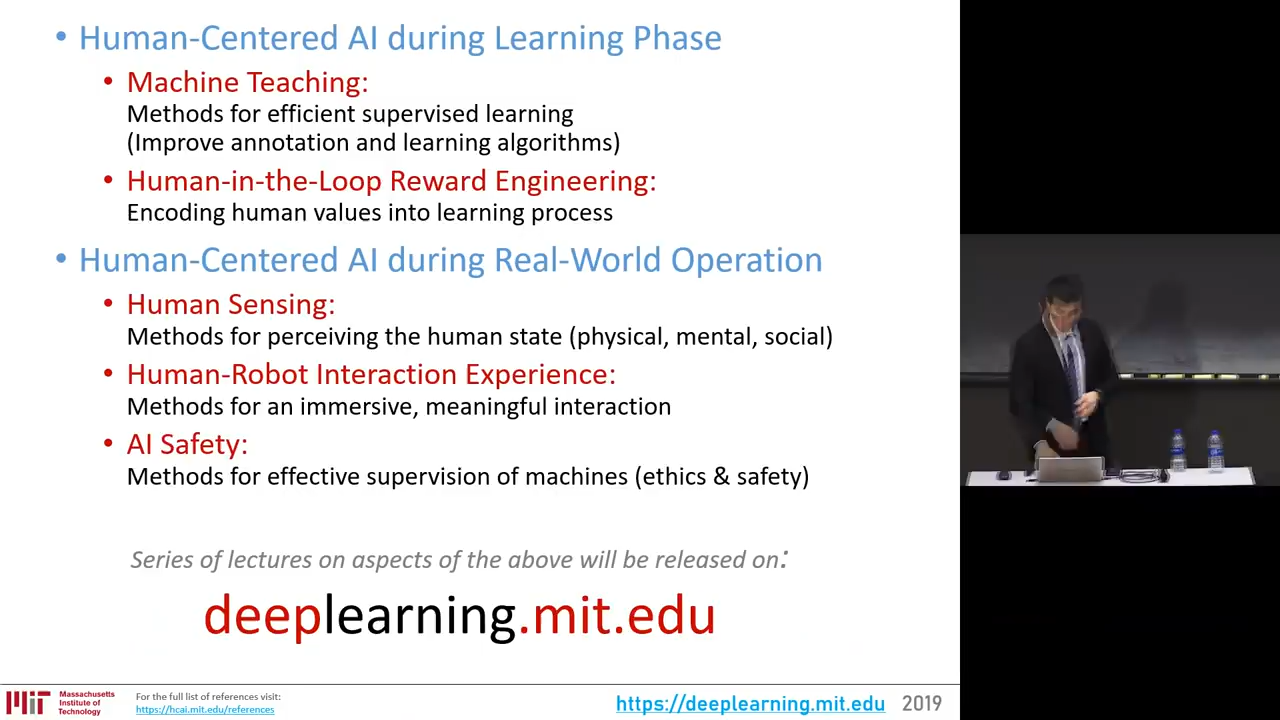 • Human-Centered AI during Learning Phase
• Machine Teaching:
Methods for efficient supervised learning
(Improve annotation and learning algorithms)
• Human-in-the-Loop Reward Engineering:
Encoding human values into learning process
• Human-Centered AI during Real-World Operation
• Human Sensing:
Methods for perceiving the human state (physical, mental, social)
• Human-Robot Interaction Experience:
Methods for an immersive, meaningful interaction
• AI Safety:
Methods for effective supervision of machines (ethics & safety)
Series of lectures on aspects of the above will be released on:
deeplearning.mit.edu
Massachusetts
Institute of
Technology
For the full list of references visit:
https://hcai.mit.edu/references
https://deeplearning.mit.edu 2019